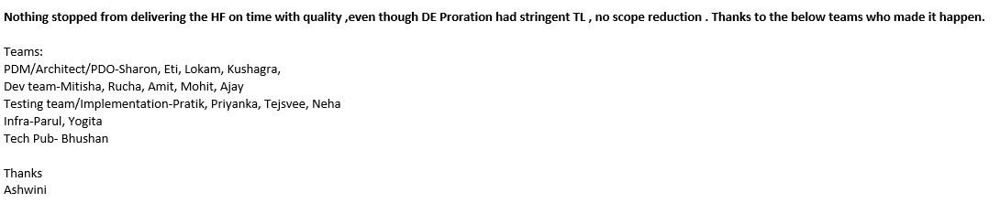 Nothing stopped from delivering the HF on time with quality ,even though DE Proration had stringent TL , no scope reduction . Thanks to the below teams who made it happen.
Teams:
PDM/Architect/PDO-Sharon, Eti, Lokam, Kushagra,
Dev team-Mitisha, Rucha, Amit, Mohit, Ajay
Testing team/Implementation-Pratik, Priyanka, Tejsvee, Neha
Infra-Parul, Yogita
Tech Pub- Bhushan
Thanks
Ashwini